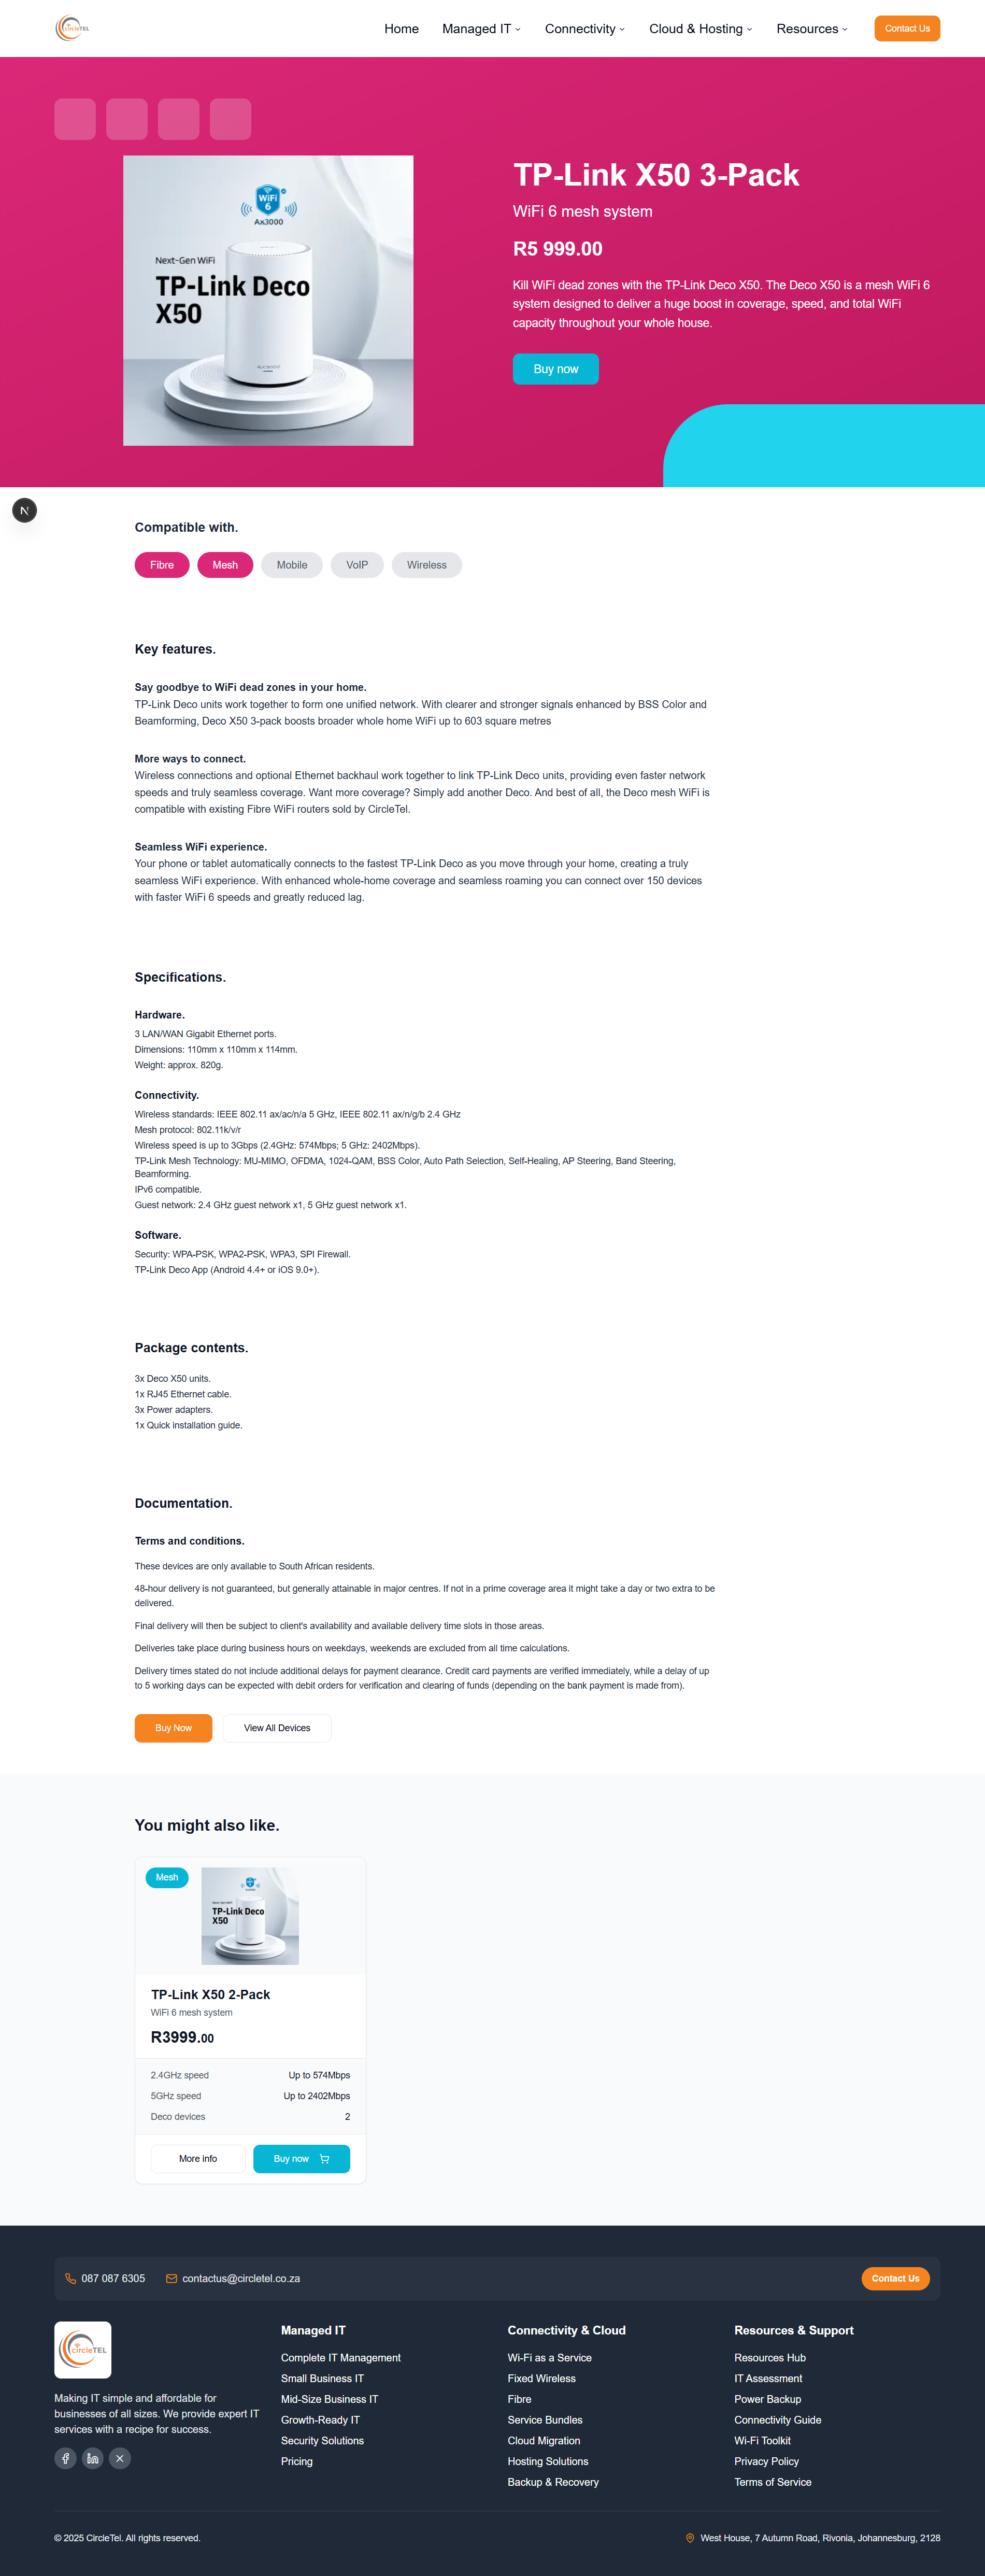 circleTEL
Home
Managed IT
Connectivity
Cloud & Hosting
Resources
Contact Us
WiFi
6
Ax3000
Next-Gen WiFi
TP-Link Deco
X50
TP-Link X50 3-Pack
WiFi 6 mesh system
R5 999.00
Kill WiFi dead zones with the TP-Link Deco X50. The Deco X50 is a mesh WiFi 6
system designed to deliver a huge boost in coverage, speed, and total WiFi
capacity throughout your whole house.
Buy now
N
Compatible with.
Fibre
Mesh
Mobile
VoIP
Wireless
Key features.
Say goodbye to WiFi dead zones in your home.
TP-Link Deco units work together to form one unified network. With clearer and stronger signals enhanced by BSS Color and
Beamforming, Deco X50 3-pack boosts broader whole home WiFi up to 603 square metres
More ways to connect.
Wireless connections and optional Ethernet backhaul work together to link TP-Link Deco units, providing even faster network
speeds and truly seamless coverage. Want more coverage? Simply add another Deco. And best of all, the Deco mesh WiFi is
compatible with existing Fibre WiFi routers sold by CircleTel.
Seamless WiFi experience.
Your phone or tablet automatically connects to the fastest TP-Link Deco as you move through your home, creating a truly
seamless WiFi experience. With enhanced whole-home coverage and seamless roaming you can connect over 150 devices
with faster WiFi 6 speeds and greatly reduced lag.
Specifications.
Hardware.
3 LAN/WAN Gigabit Ethernet ports.
Dimensions: 110mm x 110mm x 114mm.
Weight: approx. 820g.
Connectivity.
Wireless standards: IEEE 802.11 ax/ac/n/a 5 GHz, IEEE 802.11 ax/n/g/b 2.4 GHz
Mesh protocol: 802.11k/v/r
Wireless speed is up to 3Gbps (2.4GHz: 574Mbps; 5 GHz: 2402Mbps).
TP-Link Mesh Technology: MU-MIMO, OFDMA, 1024-QAM, BSS Color, Auto Path Selection, Self-Healing, AP Steering, Band Steering,
Beamforming.
IPv6 compatible.
Guest network: 2.4 GHz guest network x1, 5 GHz guest network x1.
Software.
Security: WPA-PSK, WPA2-PSK, WPA3, SPI Firewall.
TP-Link Deco App (Android 4.4+ or iOS 9.0+).
Package contents.
3x Deco X50 units.
1x RJ45 Ethernet cable.
3x Power adapters.
1x Quick installation guide.
Documentation.
Terms and conditions.
These devices are only available to South African residents.
48-hour delivery is not guaranteed, but generally attainable in major centres. If not in a prime coverage area it might take a day or two extra to be
delivered.
Final delivery will then be subject to client's availability and available delivery time slots in those areas.
Deliveries take place during business hours on weekdays, weekends are excluded from all time calculations.
Delivery times stated do not include additional delays for payment clearance. Credit card payments are verified immediately, while a delay of up
to 5 working days can be expected with debit orders for verification and clearing of funds (depending on the bank payment is made from).
Buy Now
View All Devices
You might also like.
Mesh
TP-Link Deco
X50
TP-Link X50 2-Pack
WiFi 6 mesh system
R3999.00
2.4GHz speed Up to 574Mbps
5GHz speed Up to 2402Mbps
Deco devices 2
More info
Buy now
087 087 6305
contactus@circletel.co.za
Contact Us
circleTEL
Making IT simple and affordable for
businesses of all sizes. We provide expert IT
services with a recipe for success.
Managed IT
Complete IT Management
Small Business IT
Mid-Size Business IT
Growth-Ready IT
Security Solutions
Pricing
Connectivity & Cloud
Wi-Fi as a Service
Fixed Wireless
Fibre
Service Bundles
Cloud Migration
Hosting Solutions
Backup & Recovery
Resources & Support
Resources Hub
IT Assessment
Power Backup
Connectivity Guide
Wi-Fi Toolkit
Privacy Policy
Terms of Service
© 2025 CircleTel. All rights reserved.
West House, 7 Autumn Road, Rivonia, Johannesburg, 2128